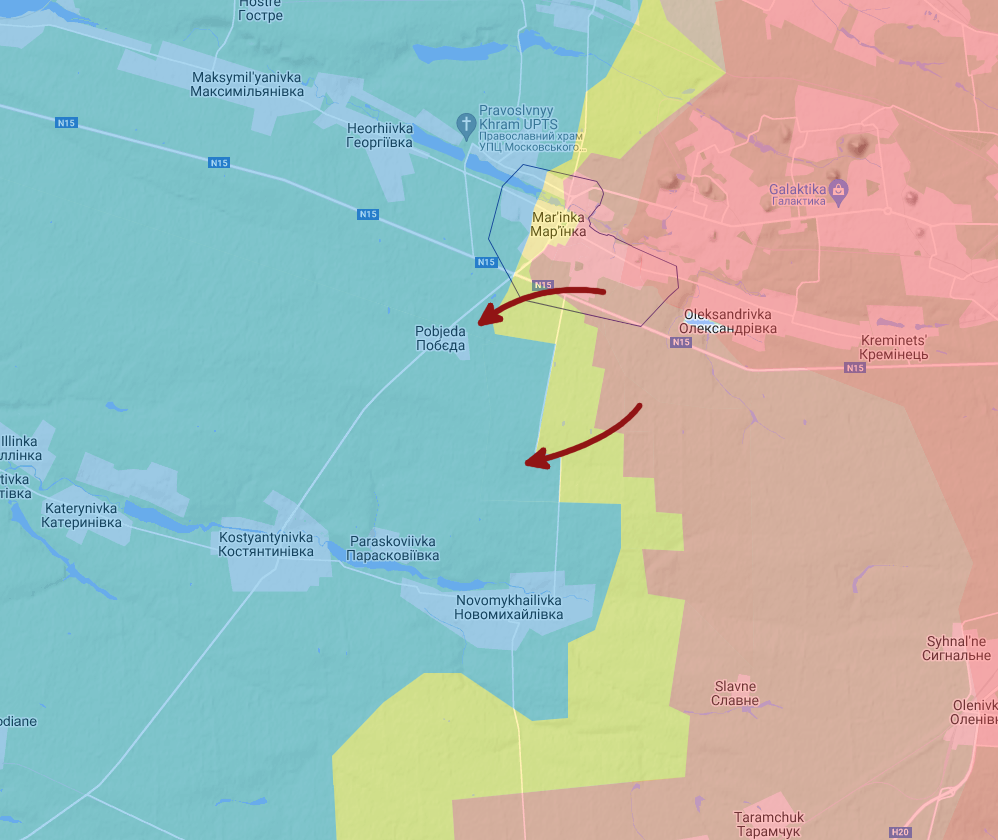 Hostre
Гостре
Maksymil'yanivka
Максимільянівка
N15
Pravoslvnyy
Khram UPTS
Православний храм
УПЦ Московського...
Heorhiivka
Георгіївка
N15
Galaktika
Галактика
N15
Mar'inka
Мар'їнка
N15
N15
Oleksandrivka
Олександрівка
Pobjeda
Побєда
N15
Kreminets'
Кремінець
N15
Illinka
ллінка
tivka
тівка
Katerynivka
Катеринівка
Kostyantynivka
Костянтинівка
Paraskoviivka
Парасковіївка
Novomykhailivka
Новомихайлівка
Syhnal'ne
Сигнальне
Slavne
Славне
Olenivk
Оленівк
odiane
Taramchuk
Тарамчук
H20